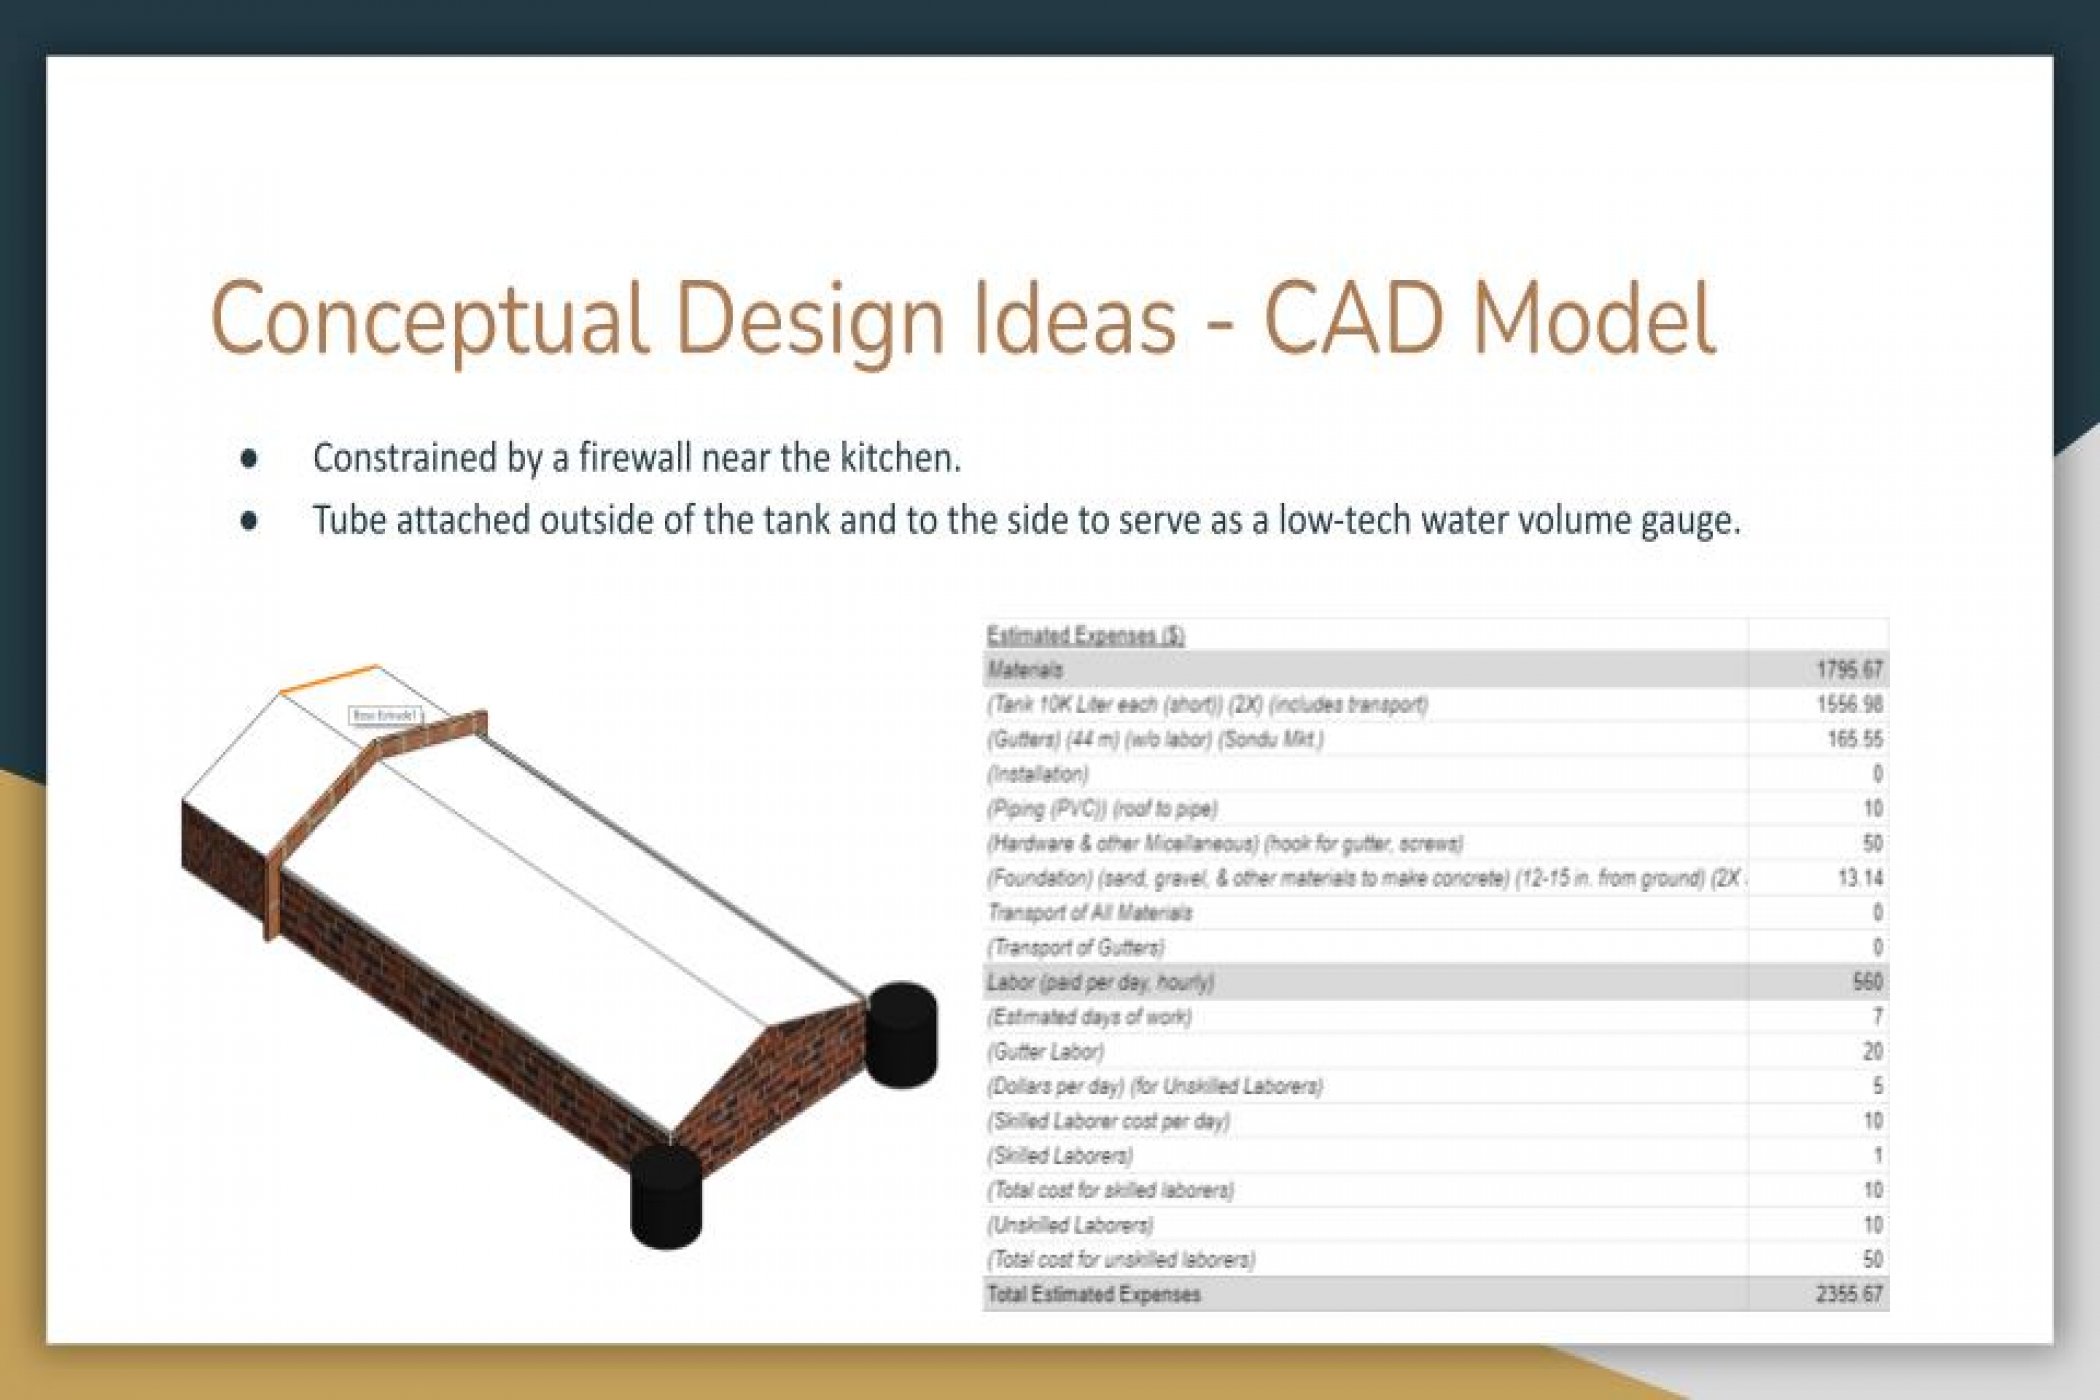 Conceptual Design Ideas - CAD Model
● Constrained by a firewall near the kitchen.
● Tube attached outside of the tank and to the side to serve as a low-tech water volume gauge.
Estimated Expenses ($)
Materials 1795.67
(Tank 10K Liter each (short)) (2X) (includes transport) 1556.98
(Gutters) (44 m) (w/o labor) (Sondu Mkt.) 165.55
(Installation) 0
(Piping (PVC)) (roof to pipe) 10
(Hardware & other Micellaneous) (hook for gutter, screws) 50
(Foundation) (sand, gravel, & other materials to make concrete) (12-15 in. from ground) (2X 13.14
Transport of All Materials 0
(Transport of Gutters) 0
Labor (paid per day, hourly) 560
(Estimated days of work) 7
(Gutter Labor) 20
(Dollars per day) (for Unskilled Laborers) 5
(Skilled Laborer cost per day) 10
(Skilled Laborers) 1
(Total cost for skilled laborers) 10
(Unskilled Laborers) 10
(Total cost for unskilled laborers) 50
Total Estimated Expenses 2355.67